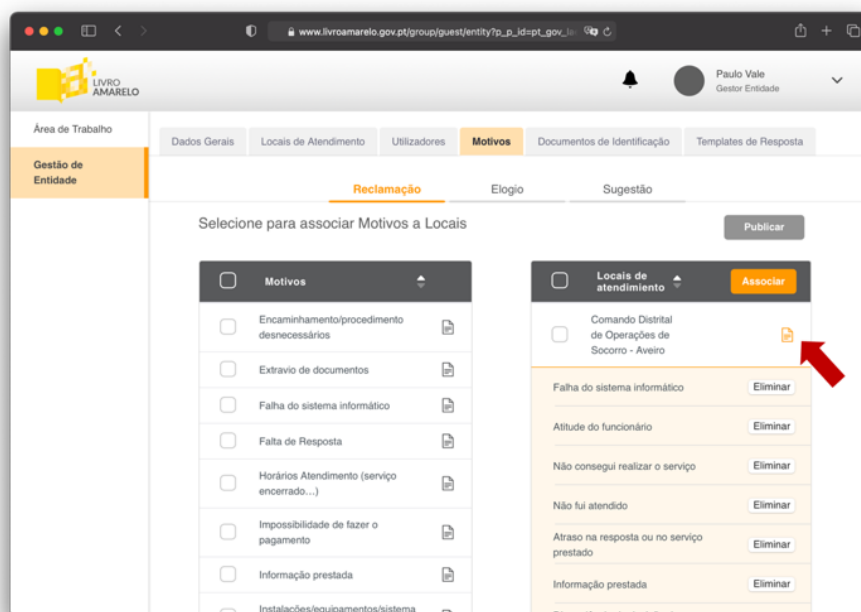 www.livroamarelo.gov.pt/group/guest/entity?p_p_id=pt_gov_
LIVRO
AMARELO
Paulo Vale
Gestor Entidade
Área de Trabalho
Gestão de
Entidade
Dados Gerais
Locais de Atendimento
Utilizadores
Motivos
Documentos de Identificação
Templates de Resposta
Reclamação
Elogio
Sugestão
Selecione para associar Motivos a Locais
Publicar
Motivos
Encaminhamento/procedimento
desnecessários
Extravio de documentos
Falha do sistema informático
Falta de Resposta
Horários Atendimento (serviço
encerrado...)
Impossibilidade de fazer o
pagamento
Informação prestada
Instalações/equipamentos/sistema
Locais de
atendimiento
Associar
Comando Distrital
de Operações de
Socorro - Aveiro
Falha do sistema informático
Eliminar
Atitude do funcionário
Eliminar
Não consegui realizar o serviço
Eliminar
Não fui atendido
Eliminar
Atraso na resposta ou no serviço
prestado
Eliminar
Informação prestada
Eliminar